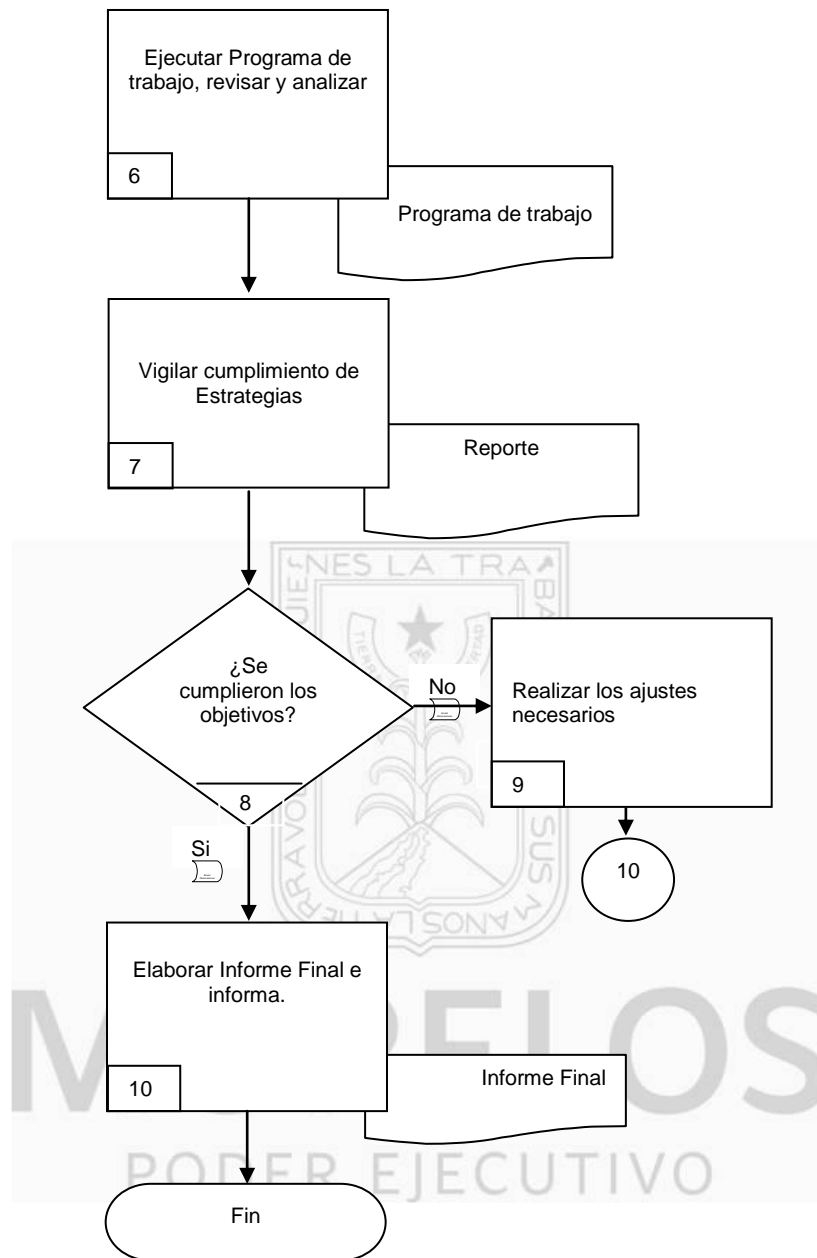 Ejecutar Programa de
trabajo, revisar y analizar
6
Programa de trabajo
Vigilar cumplimiento de
Estrategias
7
Reporte
¿Se
cumplieron los
objetivos?
8
No
Realizar los ajustes
necesarios
9
Si
10
Elaborar Informe Final e
informa.
10
Informe Final
PODER EJECUTIVO
Fin